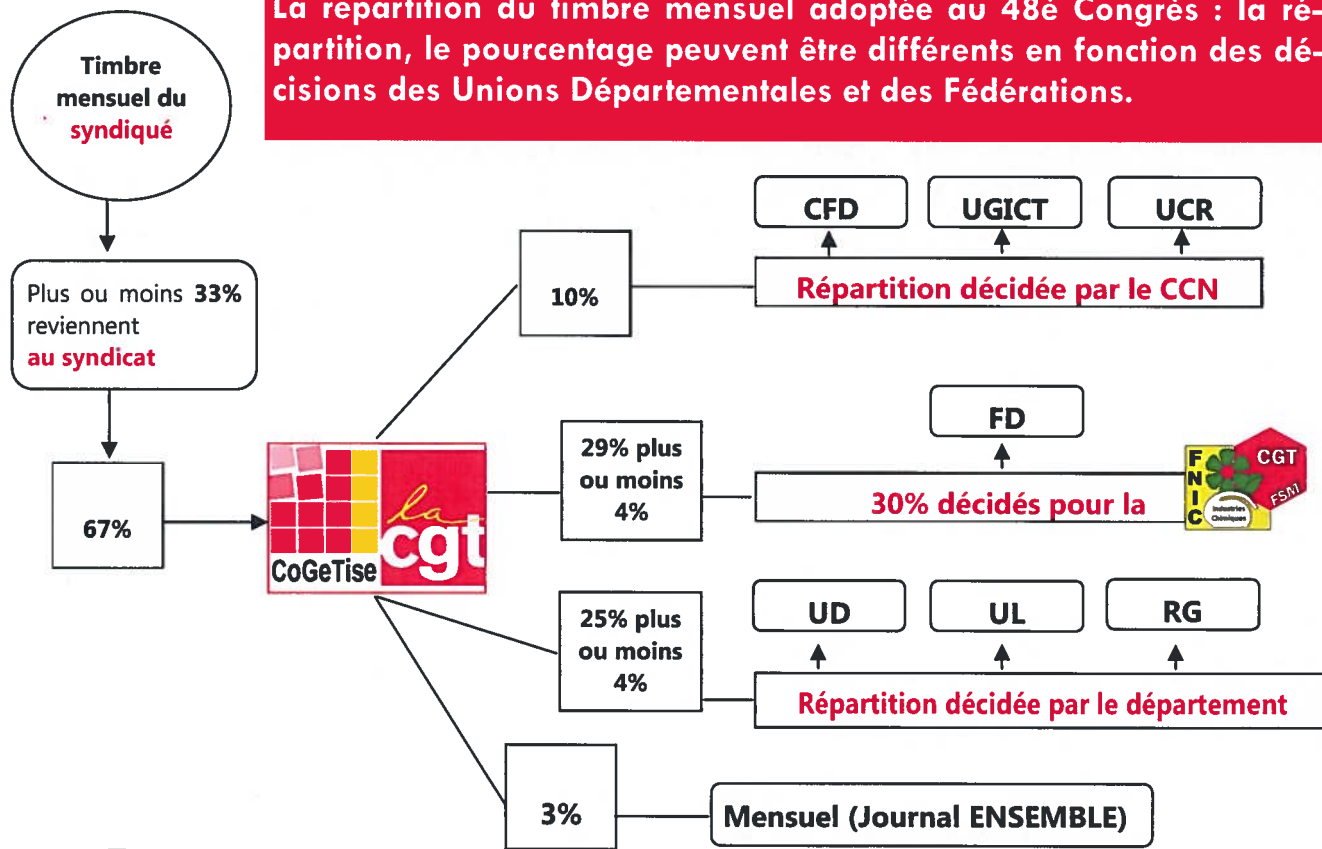 La répartition du timbre mensuel adoptée au 48é Congrès : la ré-
partition, le pourcentage peuvent être différents en fonction des dé-
cisions des Unions Départementales et des Fédérations.
Timbre
mensuel du
syndiqué
Plus ou moins 33%
reviennent
au syndicat
67%
CoGeTise
la
cgt
10%
CFD
UGICT
UCR
Répartition décidée par le CCN
29% plus
ou moins
4%
FD
30% décidés pour la
FNIC
CGT
FSM
Industries
Chimiques
25% plus
ou moins
4%
UD
UL
RG
Répartition décidée par le département
3%
Mensuel (Journal ENSEMBLE)